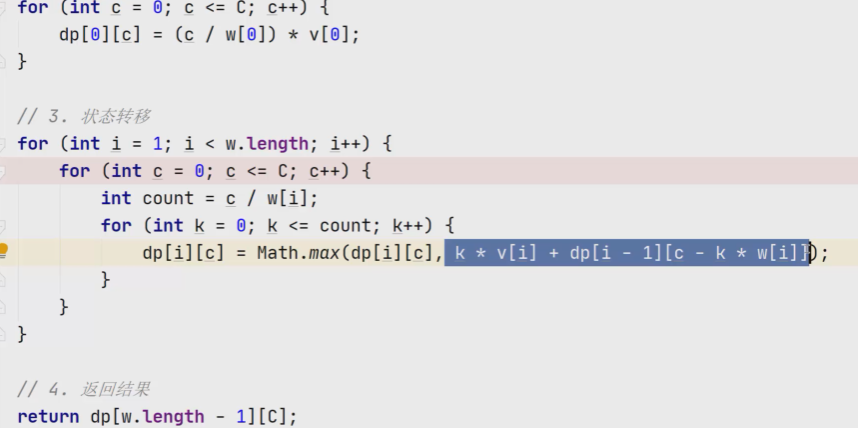 for (int c = 0; c <= C; c++) {
dp[0][c] = (c / w[0]) * v[0];
}
// 3. 状态转移
for (int i = 1; i < w.length; i++) {
for (int c = 0; c <= C; c++) {
int count = c / w[i];
for (int k = 0; k <= count; k++) {
dp[i][c] = Math.max(dp[i][c], k * v[i] + dp[i - 1][c - k * w[i]]);
}
}
}
// 4. 返回结果
return dp[w.length - 1][C];